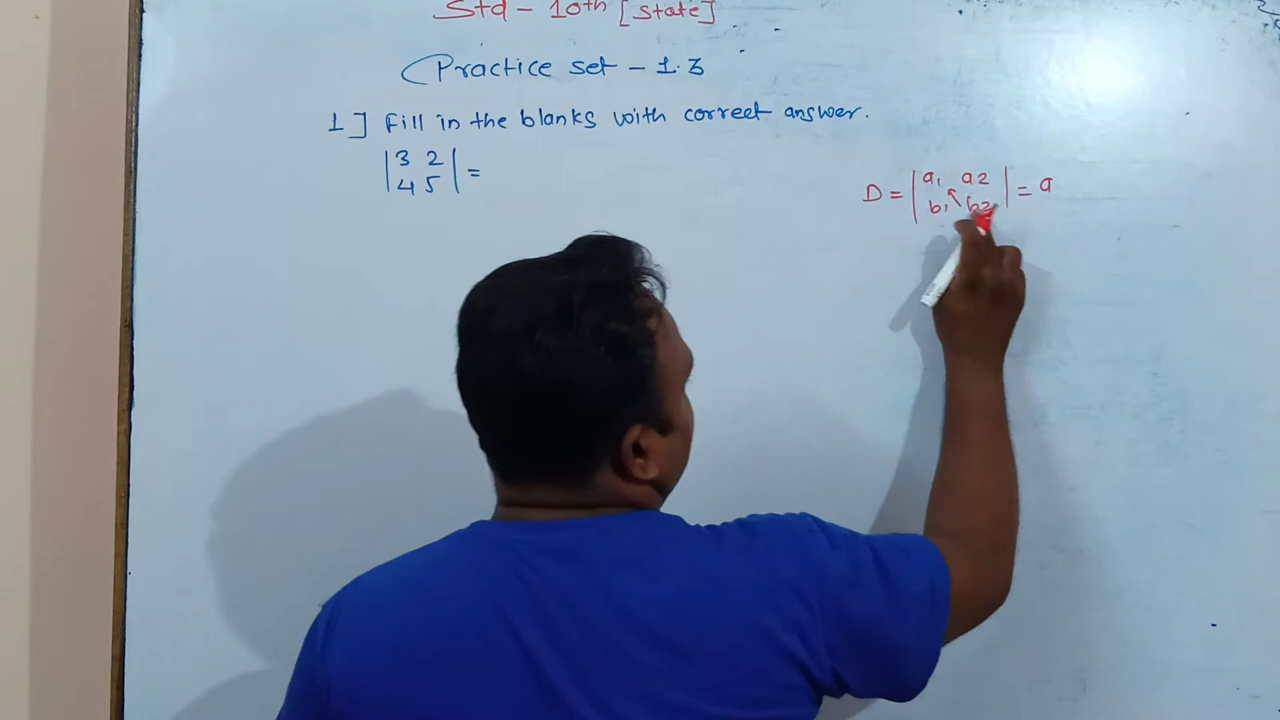 Std - 10th [State]
Practice set - 1.3
1] Fill in the blanks with correct answer.
|3 2|
|4 5| =
D = |a1 a2|
|b1 b2| = a